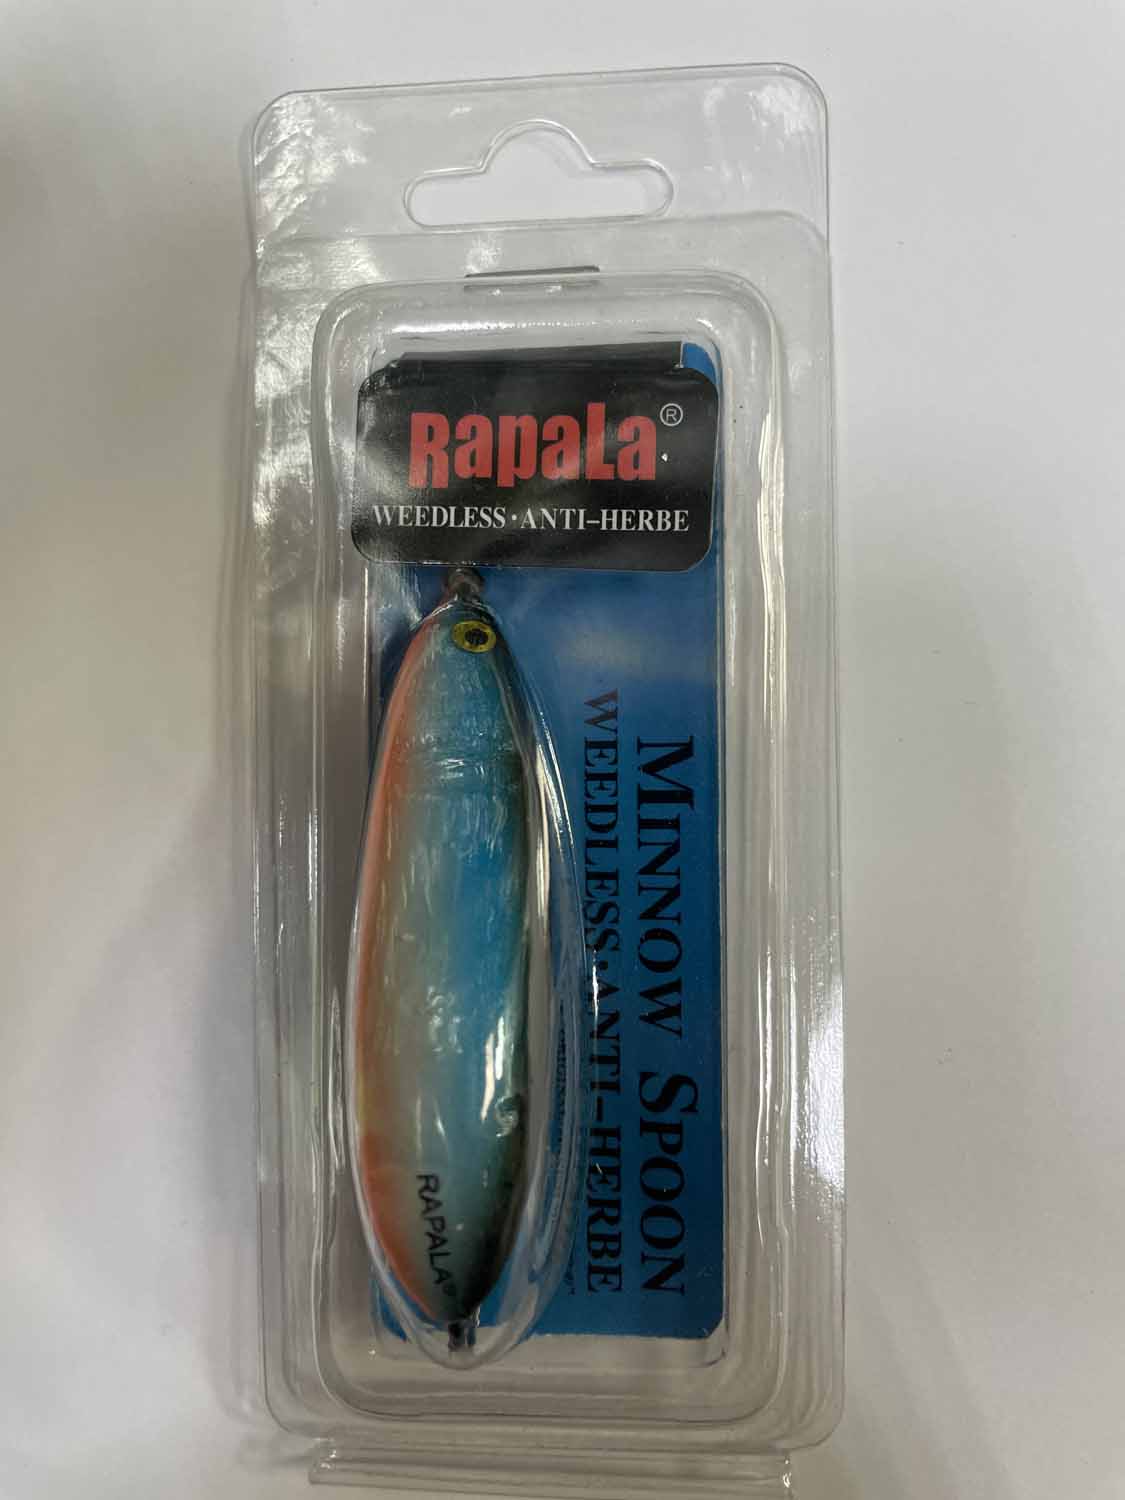 RapaLa®
WEEDLESS·ANTI-HERBE
MINNOW SPOON
WEEDLESS·ANTI-HERBE
RAPALA®